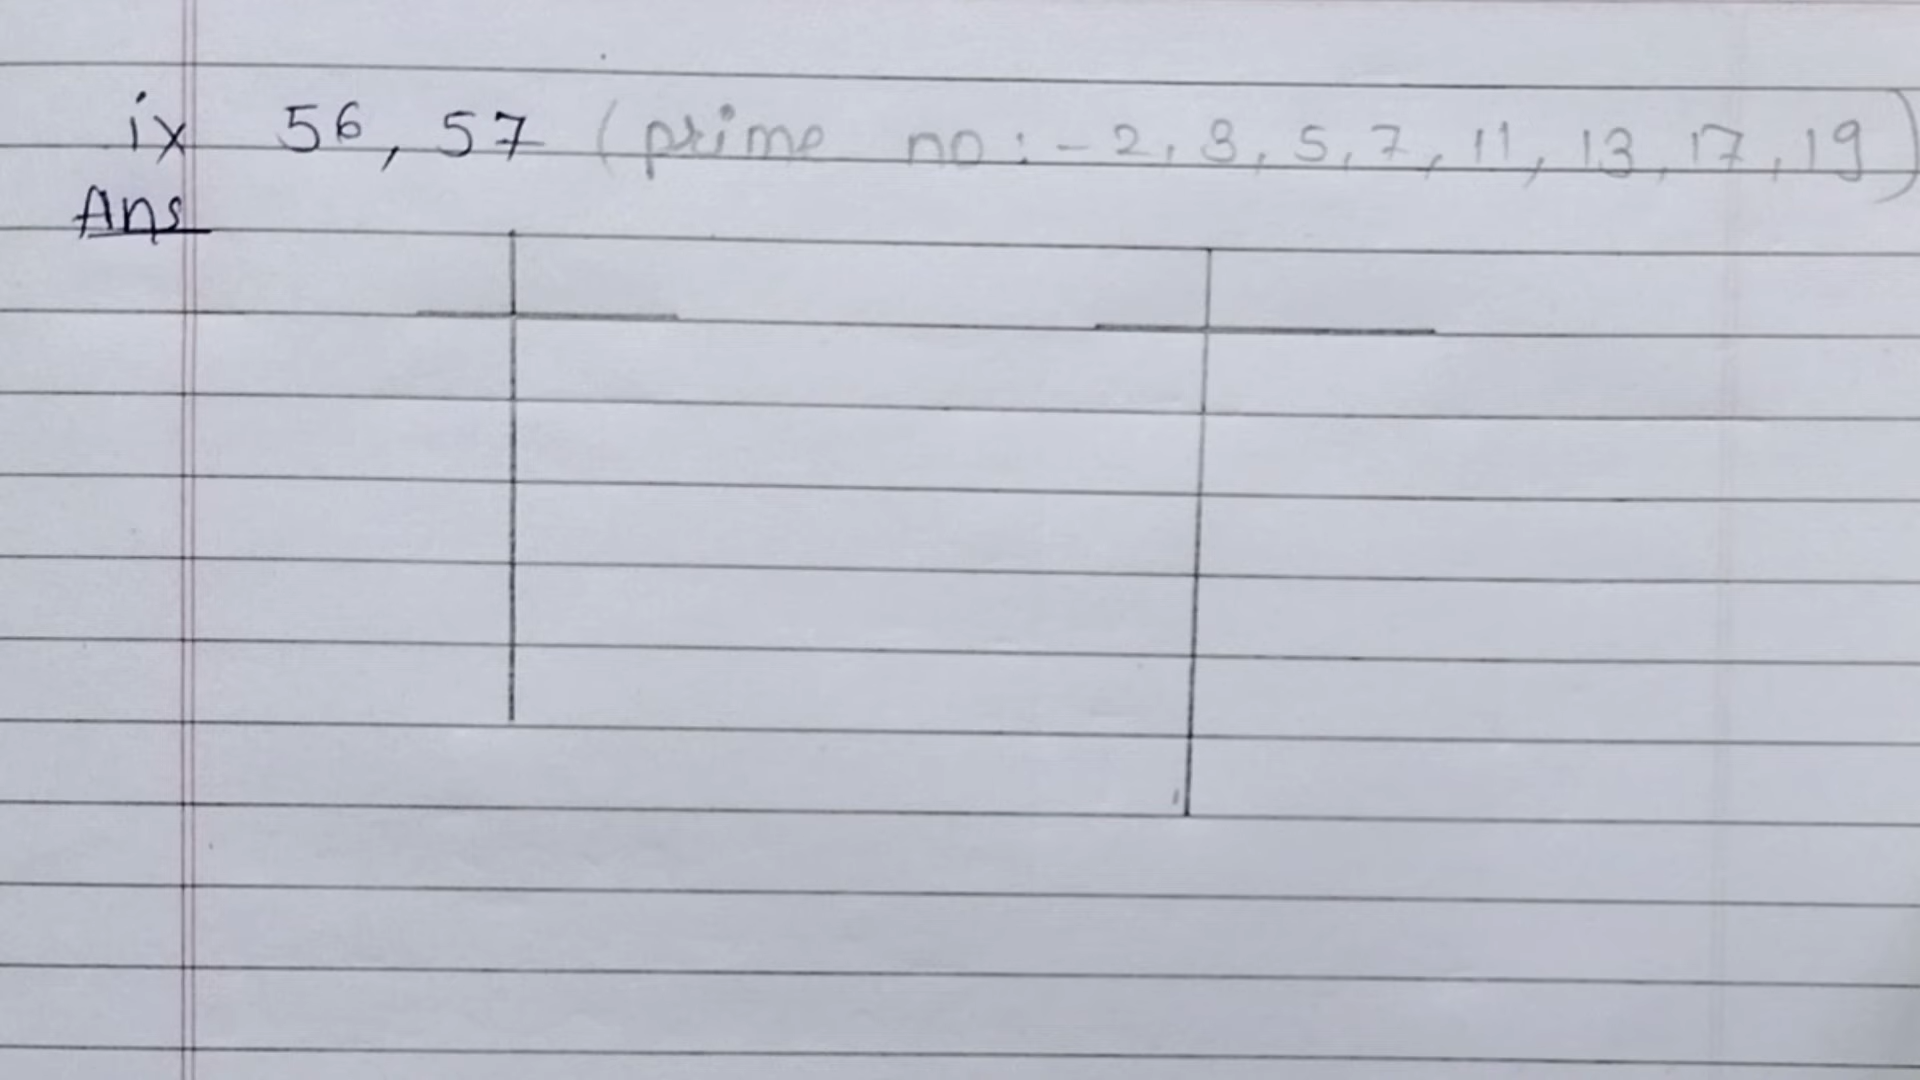 ix 56, 57 (prime no:- 2, 3, 5, 7, 11, 13, 17, 19)
Ans